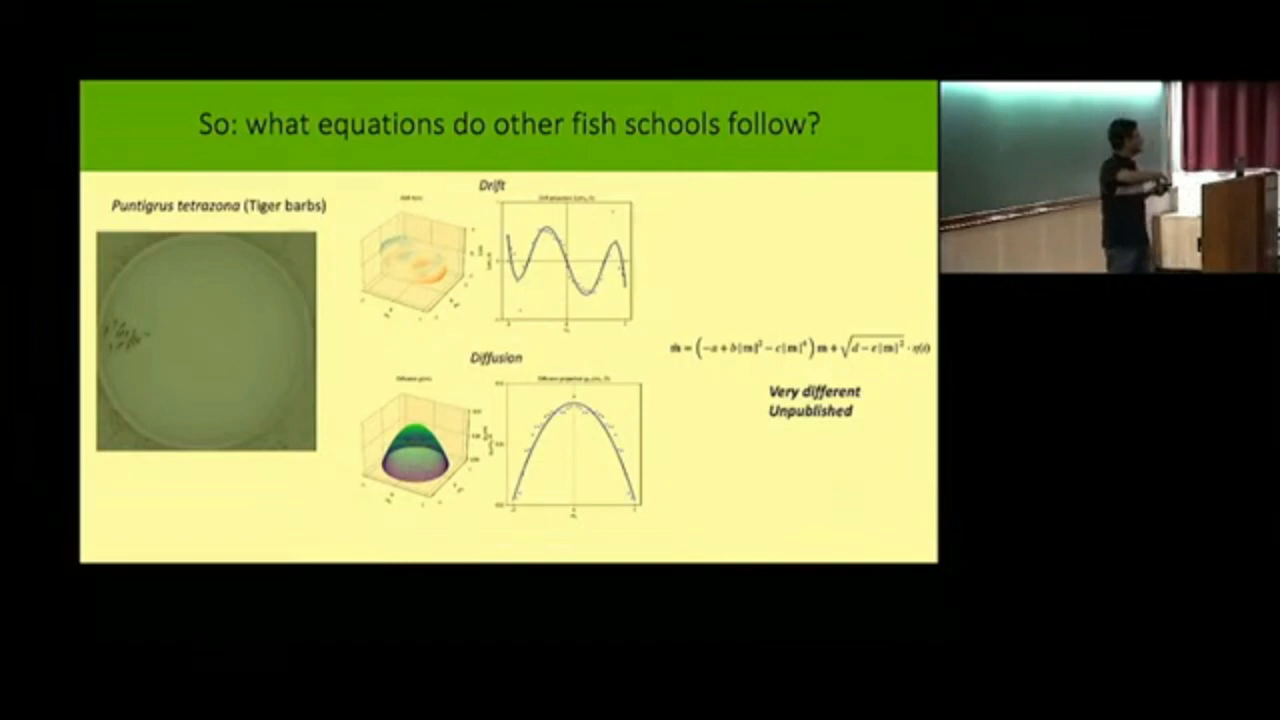 So: what equations do other fish schools follow?
Puntigrus tetrazona (Tiger barbs)
Drift
Diffusion
ṁ = (−a + b|m|² − c|m|⁴) m + √(d − e|m|²) · η(t)
Very different
Unpublished